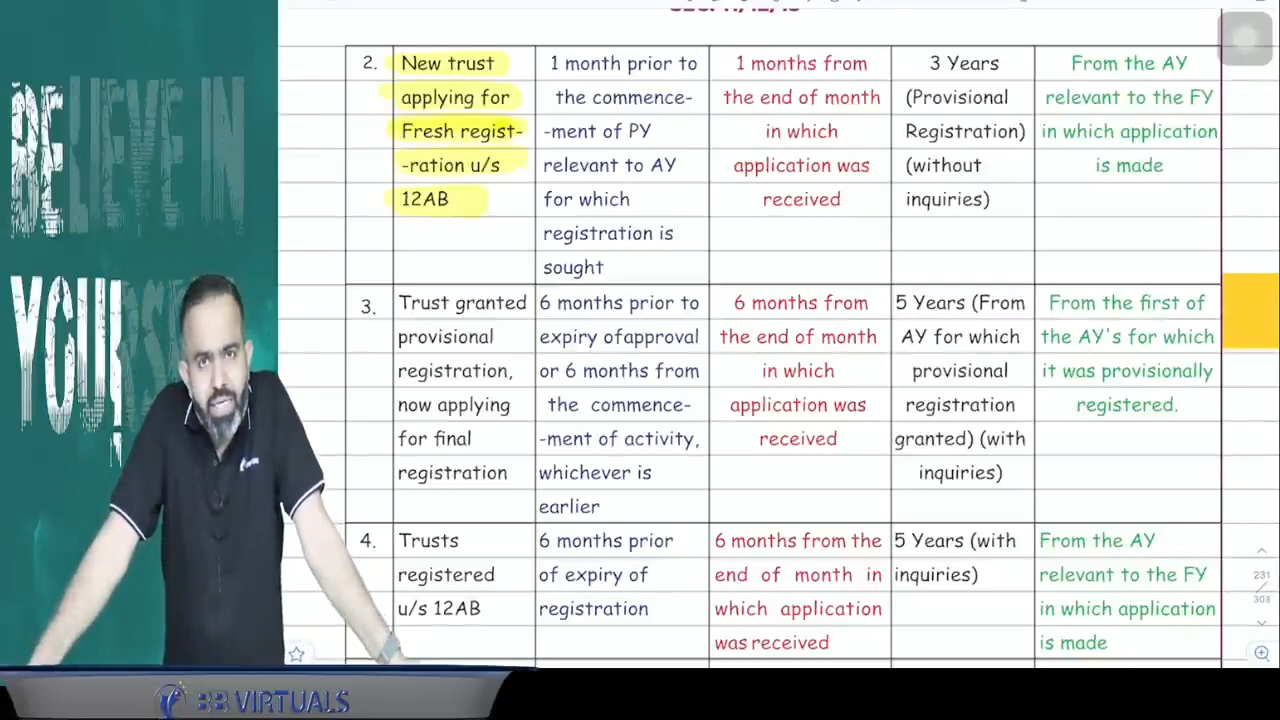 BELIEVE IN
YOURSELF
2. New trust applying for Fresh regist- -ration u/s 12AB
1 month prior to the commence- -ment of PY relevant to AY for which registration is sought
1 months from the end of month in which application was received
3 Years (Provisional Registration) (without inquiries)
From the AY relevant to the FY in which application is made
3. Trust granted provisional registration, now applying for final registration
6 months prior to expiry ofapproval or 6 months from the commence- -ment of activity, whichever is earlier
6 months from the end of month in which application was received
5 Years (From AY for which provisional registration granted) (with inquiries)
From the first of the AY's for which it was provisionally registered.
4. Trusts registered u/s 12AB
6 months prior of expiry of registration
6 months from the end of month in which application was received
5 Years (with inquiries)
From the AY relevant to the FY in which application is made
231
303
BB VIRTUALS